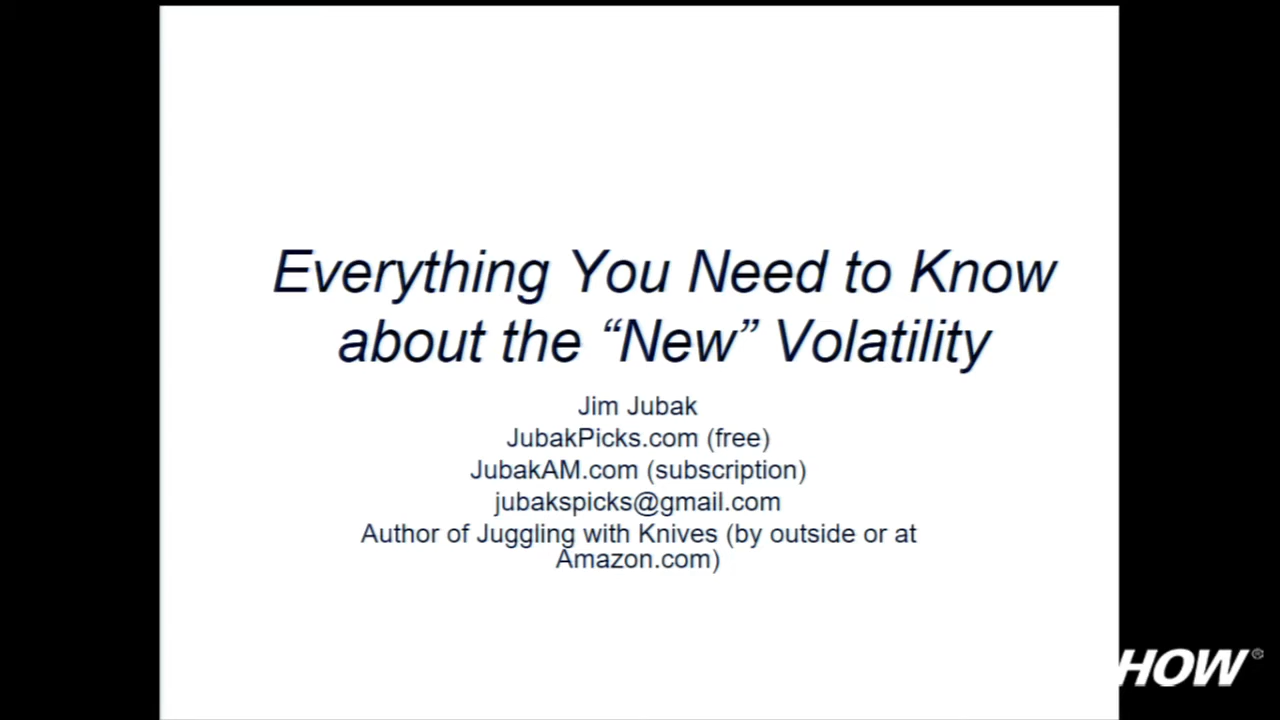 Everything You Need to Know
about the “New” Volatility
Jim Jubak
JubakPicks.com (free)
JubakAM.com (subscription)
jubakspicks@gmail.com
Author of Juggling with Knives (by outside or at
Amazon.com)
HOW®